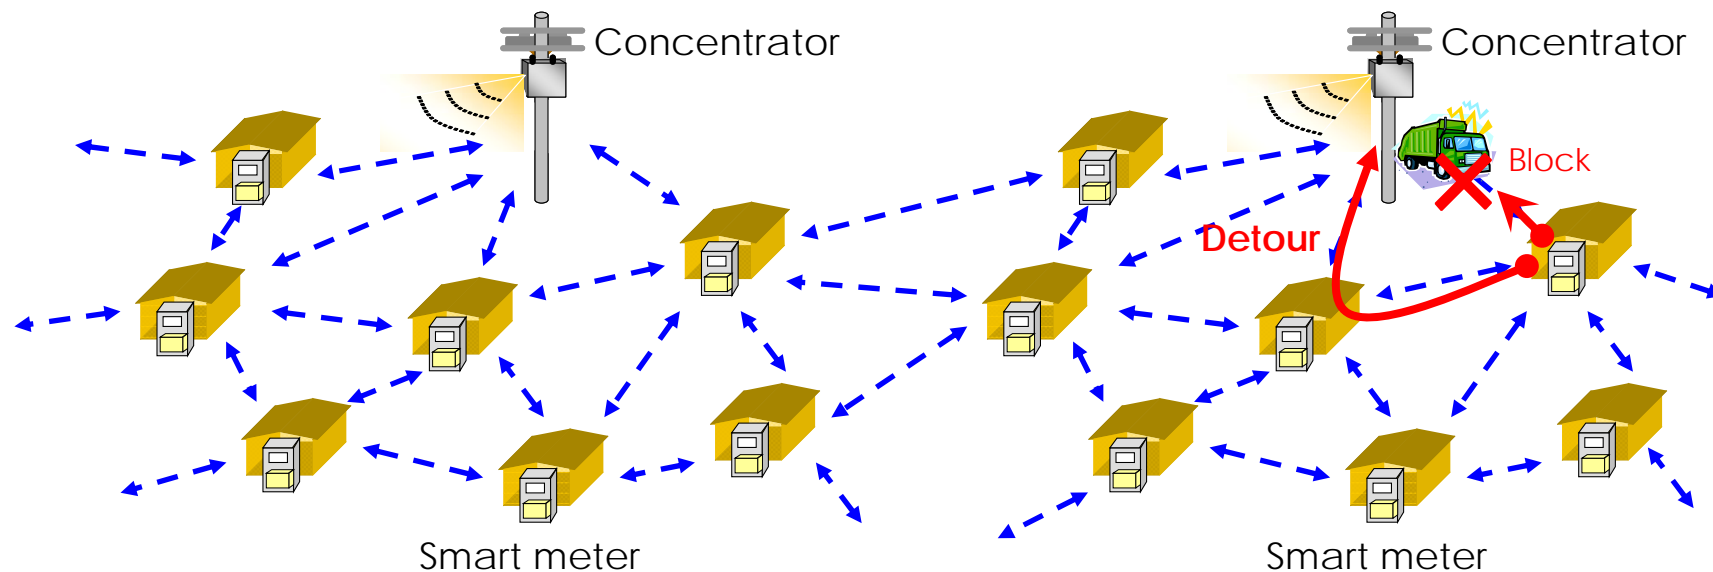 Concentrator
Concentrator
Block
Detour
Smart meter
Smart meter